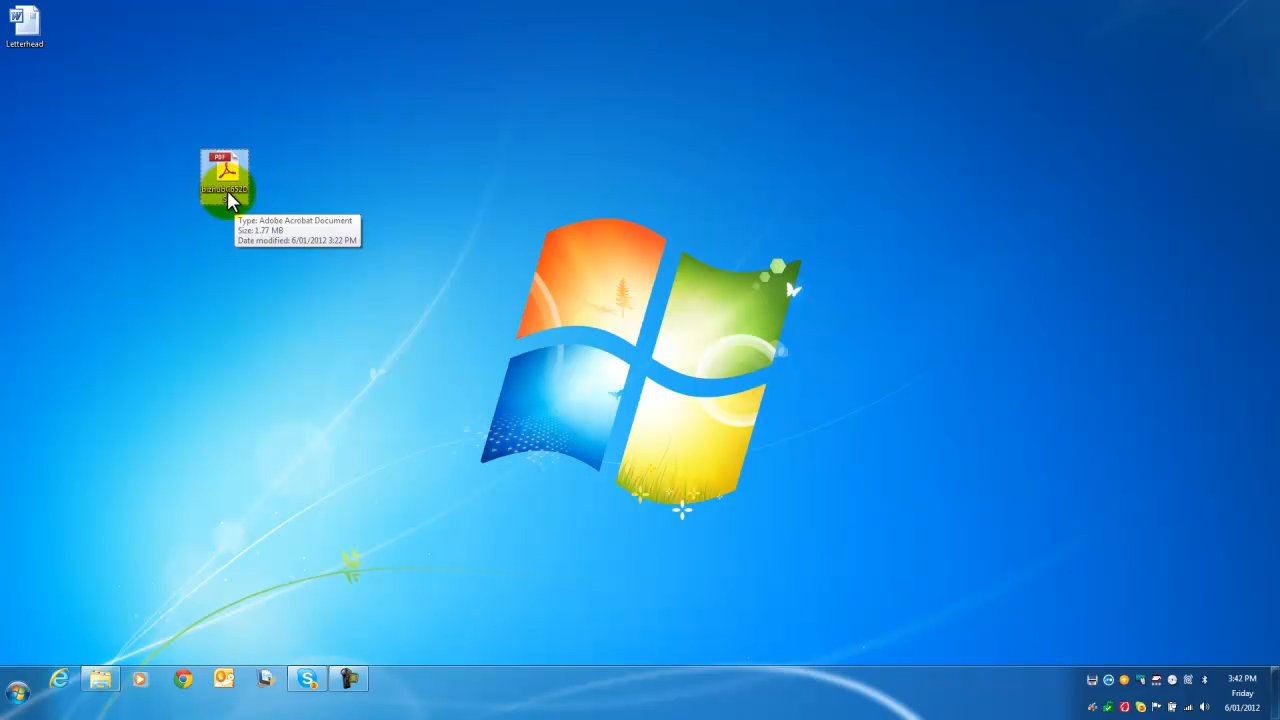 Letterhead
PDF
Type: Adobe Acrobat Document
Size: 1.77 MB
Date modified: 6/01/2012 3:22 PM
3:42 PM
Friday
6/01/2012